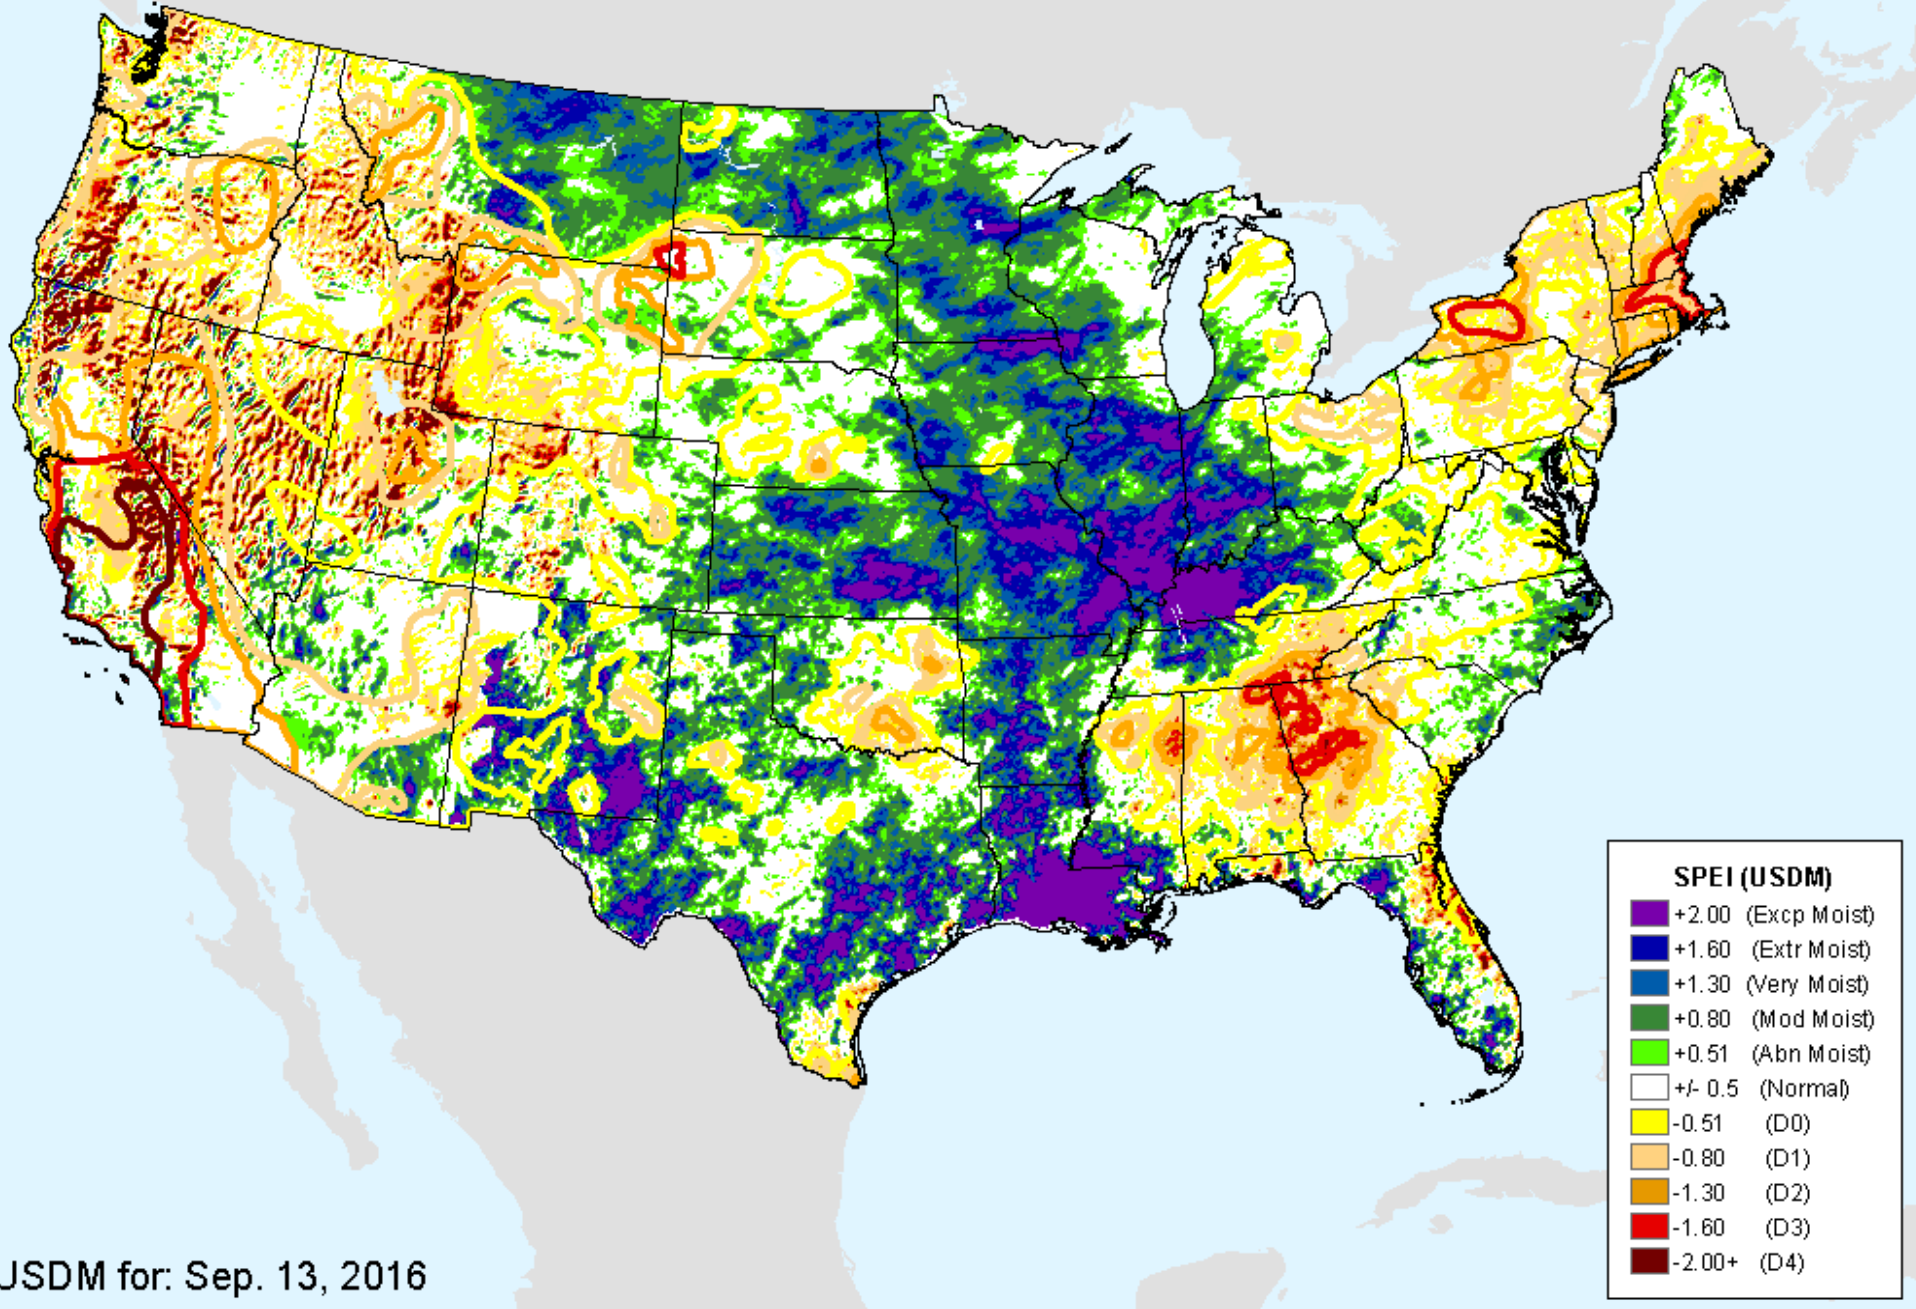 SPEI (USDM)
+2.00 (Excp Moist)
+1.60 (Extr Moist)
+1.30 (Very Moist)
+0.80 (Mod Moist)
+0.51 (Abn Moist)
+/- 0.5 (Normal)
-0.51 (D0)
-0.80 (D1)
-1.30 (D2)
-1.60 (D3)
-2.00+ (D4)
USDM for: Sep. 13, 2016